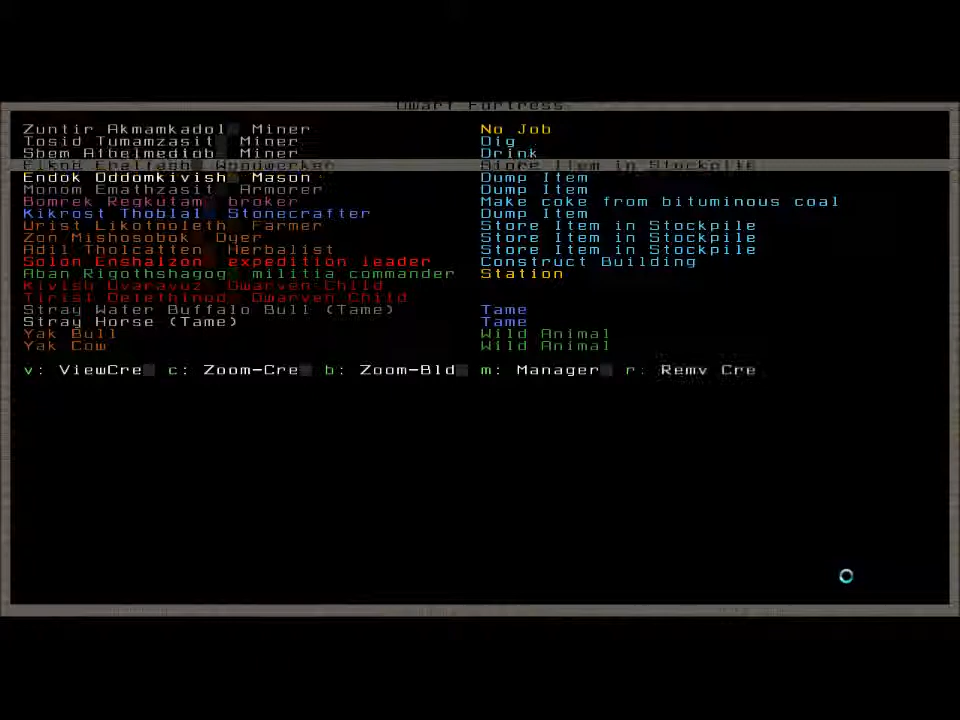 Dwarf Fortress
Zuntir Akmamkadol Miner No Job
Tosid Tumamzasit Miner Dig
Shem Athelmediob Miner Drink
Store Item in Stockpile
Endok Oddomkivish Mason Dump Item
Monom Emathzasit Armorer Dump Item
Bomrek Regkutam broker Make coke from bituminous coal
Kikrost Thoblal Stonecrafter Dump Item
Urist Likotnoleth Farmer Store Item in Stockpile
Zon Mishosobok Dyer Store Item in Stockpile
Adil Tholcatten Herbalist Store Item in Stockpile
Solon Enshalzon expedition leader Construct Building
Aban Rigothshagog militia commander Station
Kivish Uvaravuz Dwarven Child
Tirist Dwarven Child
Stray Water Buffalo Bull (Tame) Tame
Stray Horse (Tame) Tame
Yak Bull Wild Animal
Yak Cow Wild Animal
v: ViewCre c: Zoom-Cre b: Zoom-Bld m: Manager r: Remv Cre